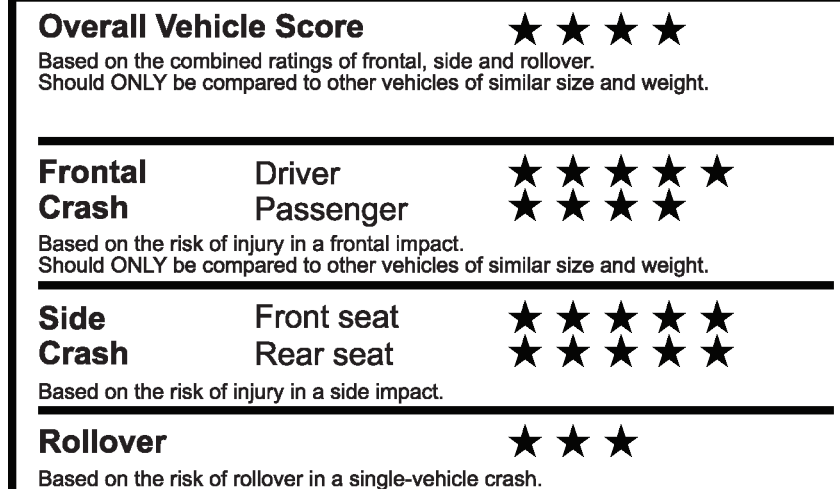 Overall Vehicle Score ★ ★ ★ ★
Based on the combined ratings of frontal, side and rollover.
Should ONLY be compared to other vehicles of similar size and weight.
Frontal Driver ★ ★ ★ ★ ★
Crash Passenger ★ ★ ★ ★
Based on the risk of injury in a frontal impact.
Should ONLY be compared to other vehicles of similar size and weight.
Side Front seat ★ ★ ★ ★ ★
Crash Rear seat ★ ★ ★ ★ ★
Based on the risk of injury in a side impact.
Rollover ★ ★ ★
Based on the risk of rollover in a single-vehicle crash.